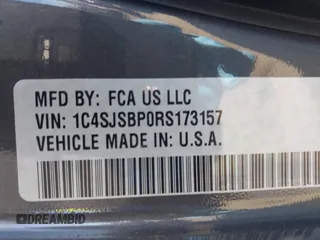 MFD BY: FCA US LLC
VIN: 1C4SJSBP0RS173157
VEHICLE MADE IN U.S.A.
DREAMBID